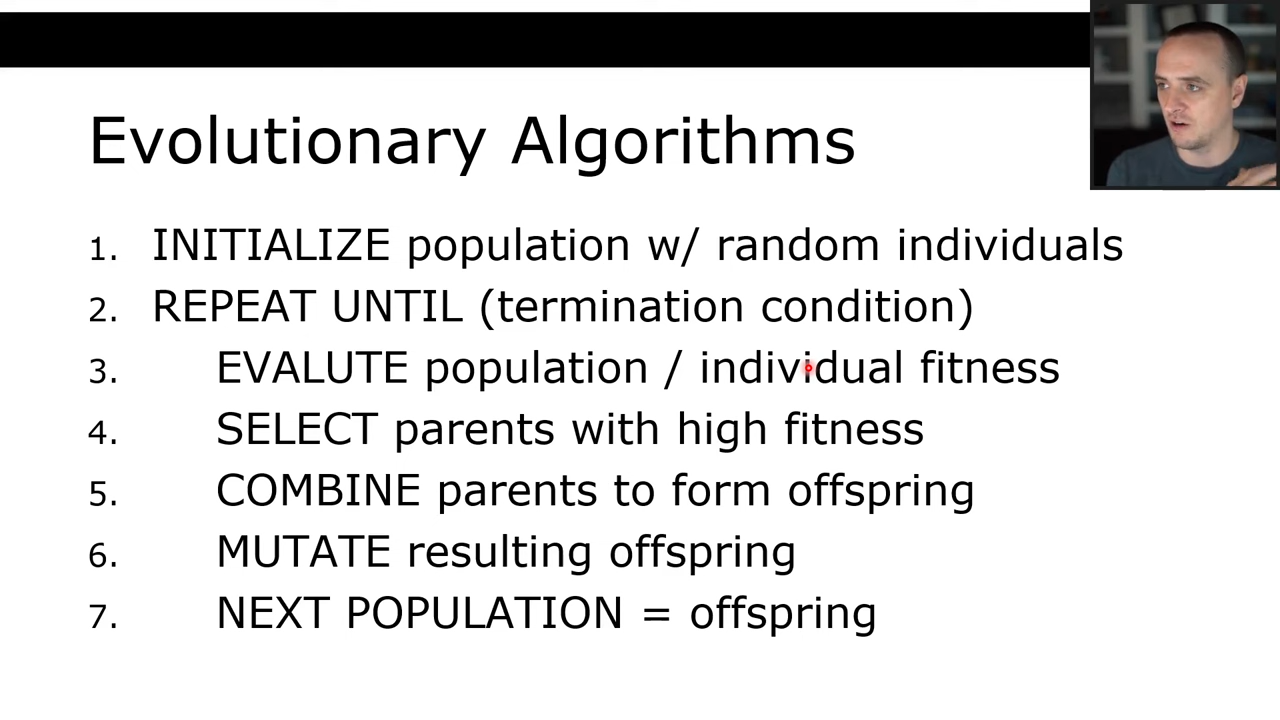 Evolutionary Algorithms
1. INITIALIZE population w/ random individuals
2. REPEAT UNTIL (termination condition)
3. EVALUTE population / individual fitness
4. SELECT parents with high fitness
5. COMBINE parents to form offspring
6. MUTATE resulting offspring
7. NEXT POPULATION = offspring